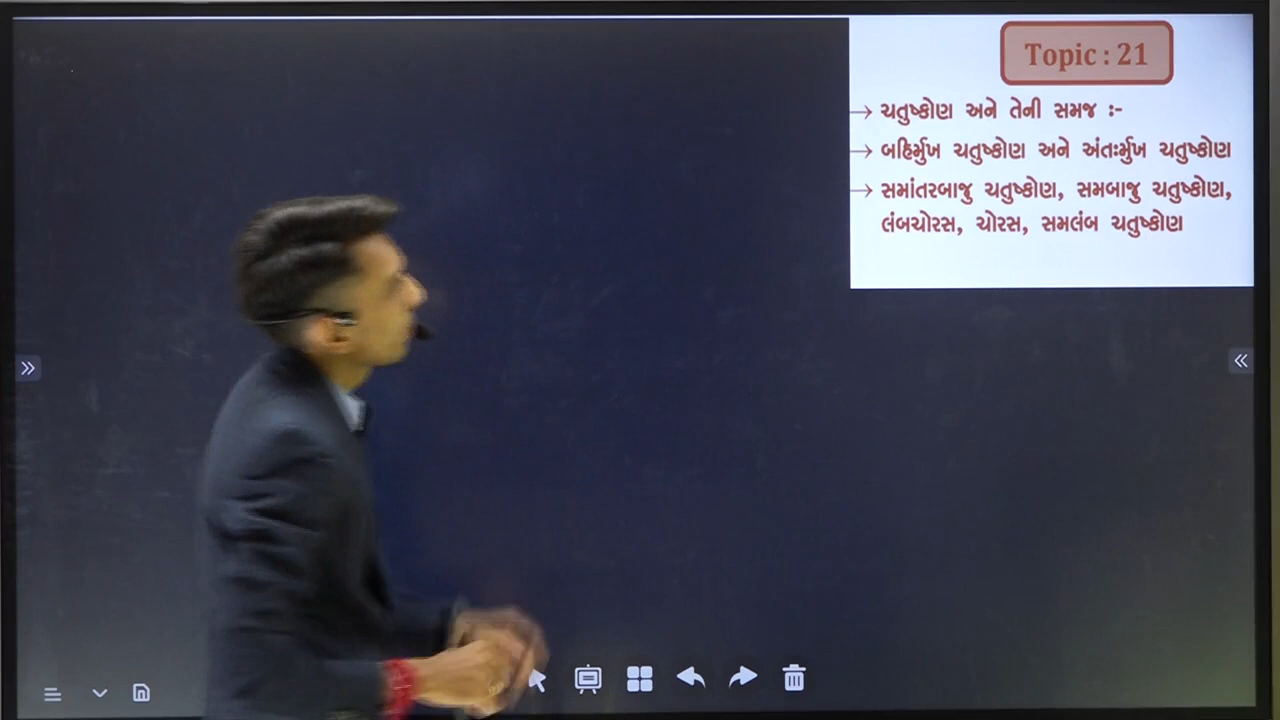 Topic : 21
→ ચતુષ્કોણ અને તેની સમજ :-
→ બહિર્મુખ ચતુષ્કોણ અને અંતઃર્મુખ ચતુષ્કોણ
→ સમાંતરબાજુ ચતુષ્કોણ, સમબાજુ ચતુષ્કોણ,
લંબચોરસ, ચોરસ, સમલંબ ચતુષ્કોણ